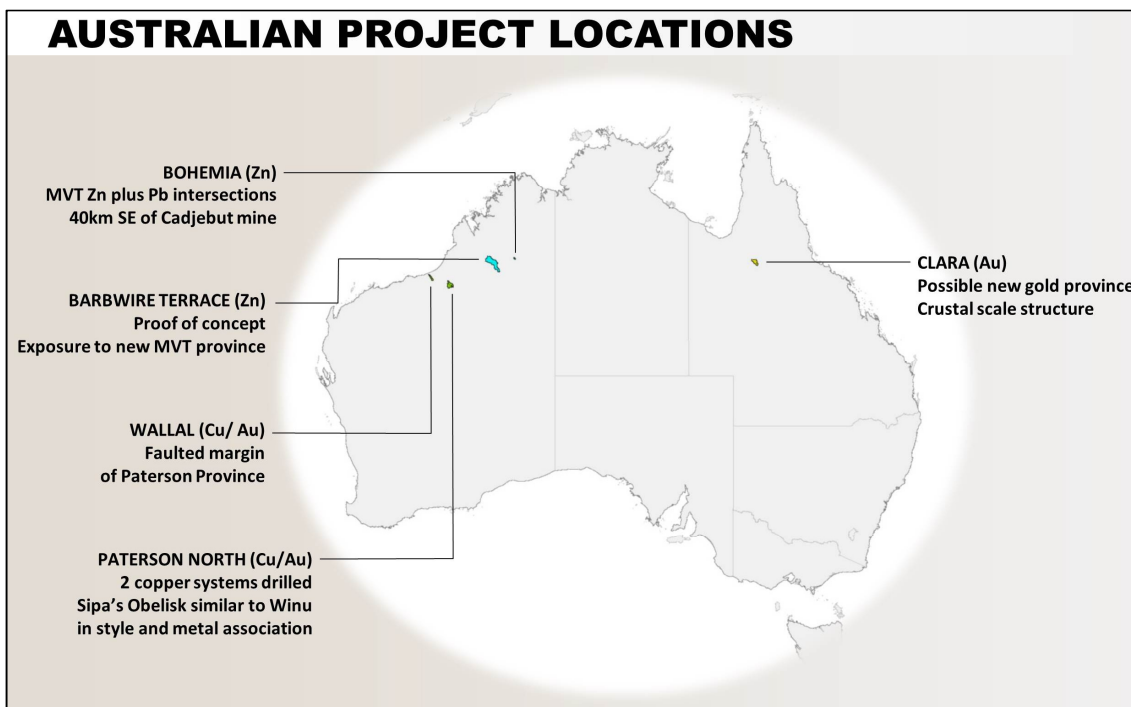 AUSTRALIAN PROJECT LOCATIONS
BOHEMIA (Zn)
MVT Zn plus Pb intersections
40km SE of Cadjebut mine
BARBWIRE TERRACE (Zn)
Proof of concept
Exposure to new MVT province
WALLAL (Cu/ Au)
Faulted margin
of Paterson Province
PATERSON NORTH (Cu/Au)
2 copper systems drilled
Sipa's Obelisk similar to Winu
in style and metal association
CLARA (Au)
Possible new gold province
Crustal scale structure